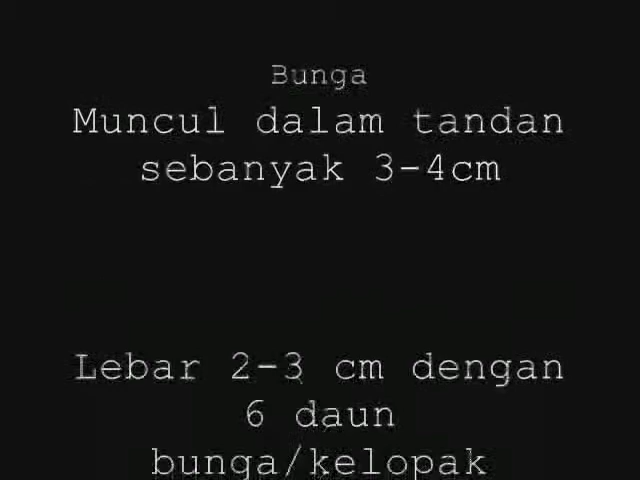 Bunga
Muncul dalam tandan
sebanyak 3-4cm
Lebar 2-3 cm dengan
6 daun
bunga/kelopak